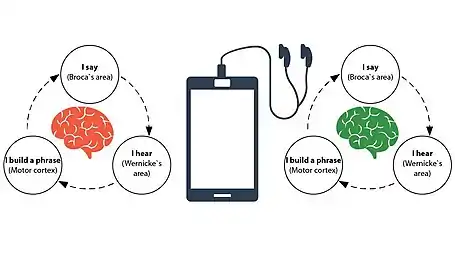 I say
(Broca`s area)
I build a phrase
(Motor cortex)
I hear
(Wernicke`s
area)
I say
(Broca`s area)
I build a phrase
(Motor cortex)
I hear
(Wernicke`s
area)